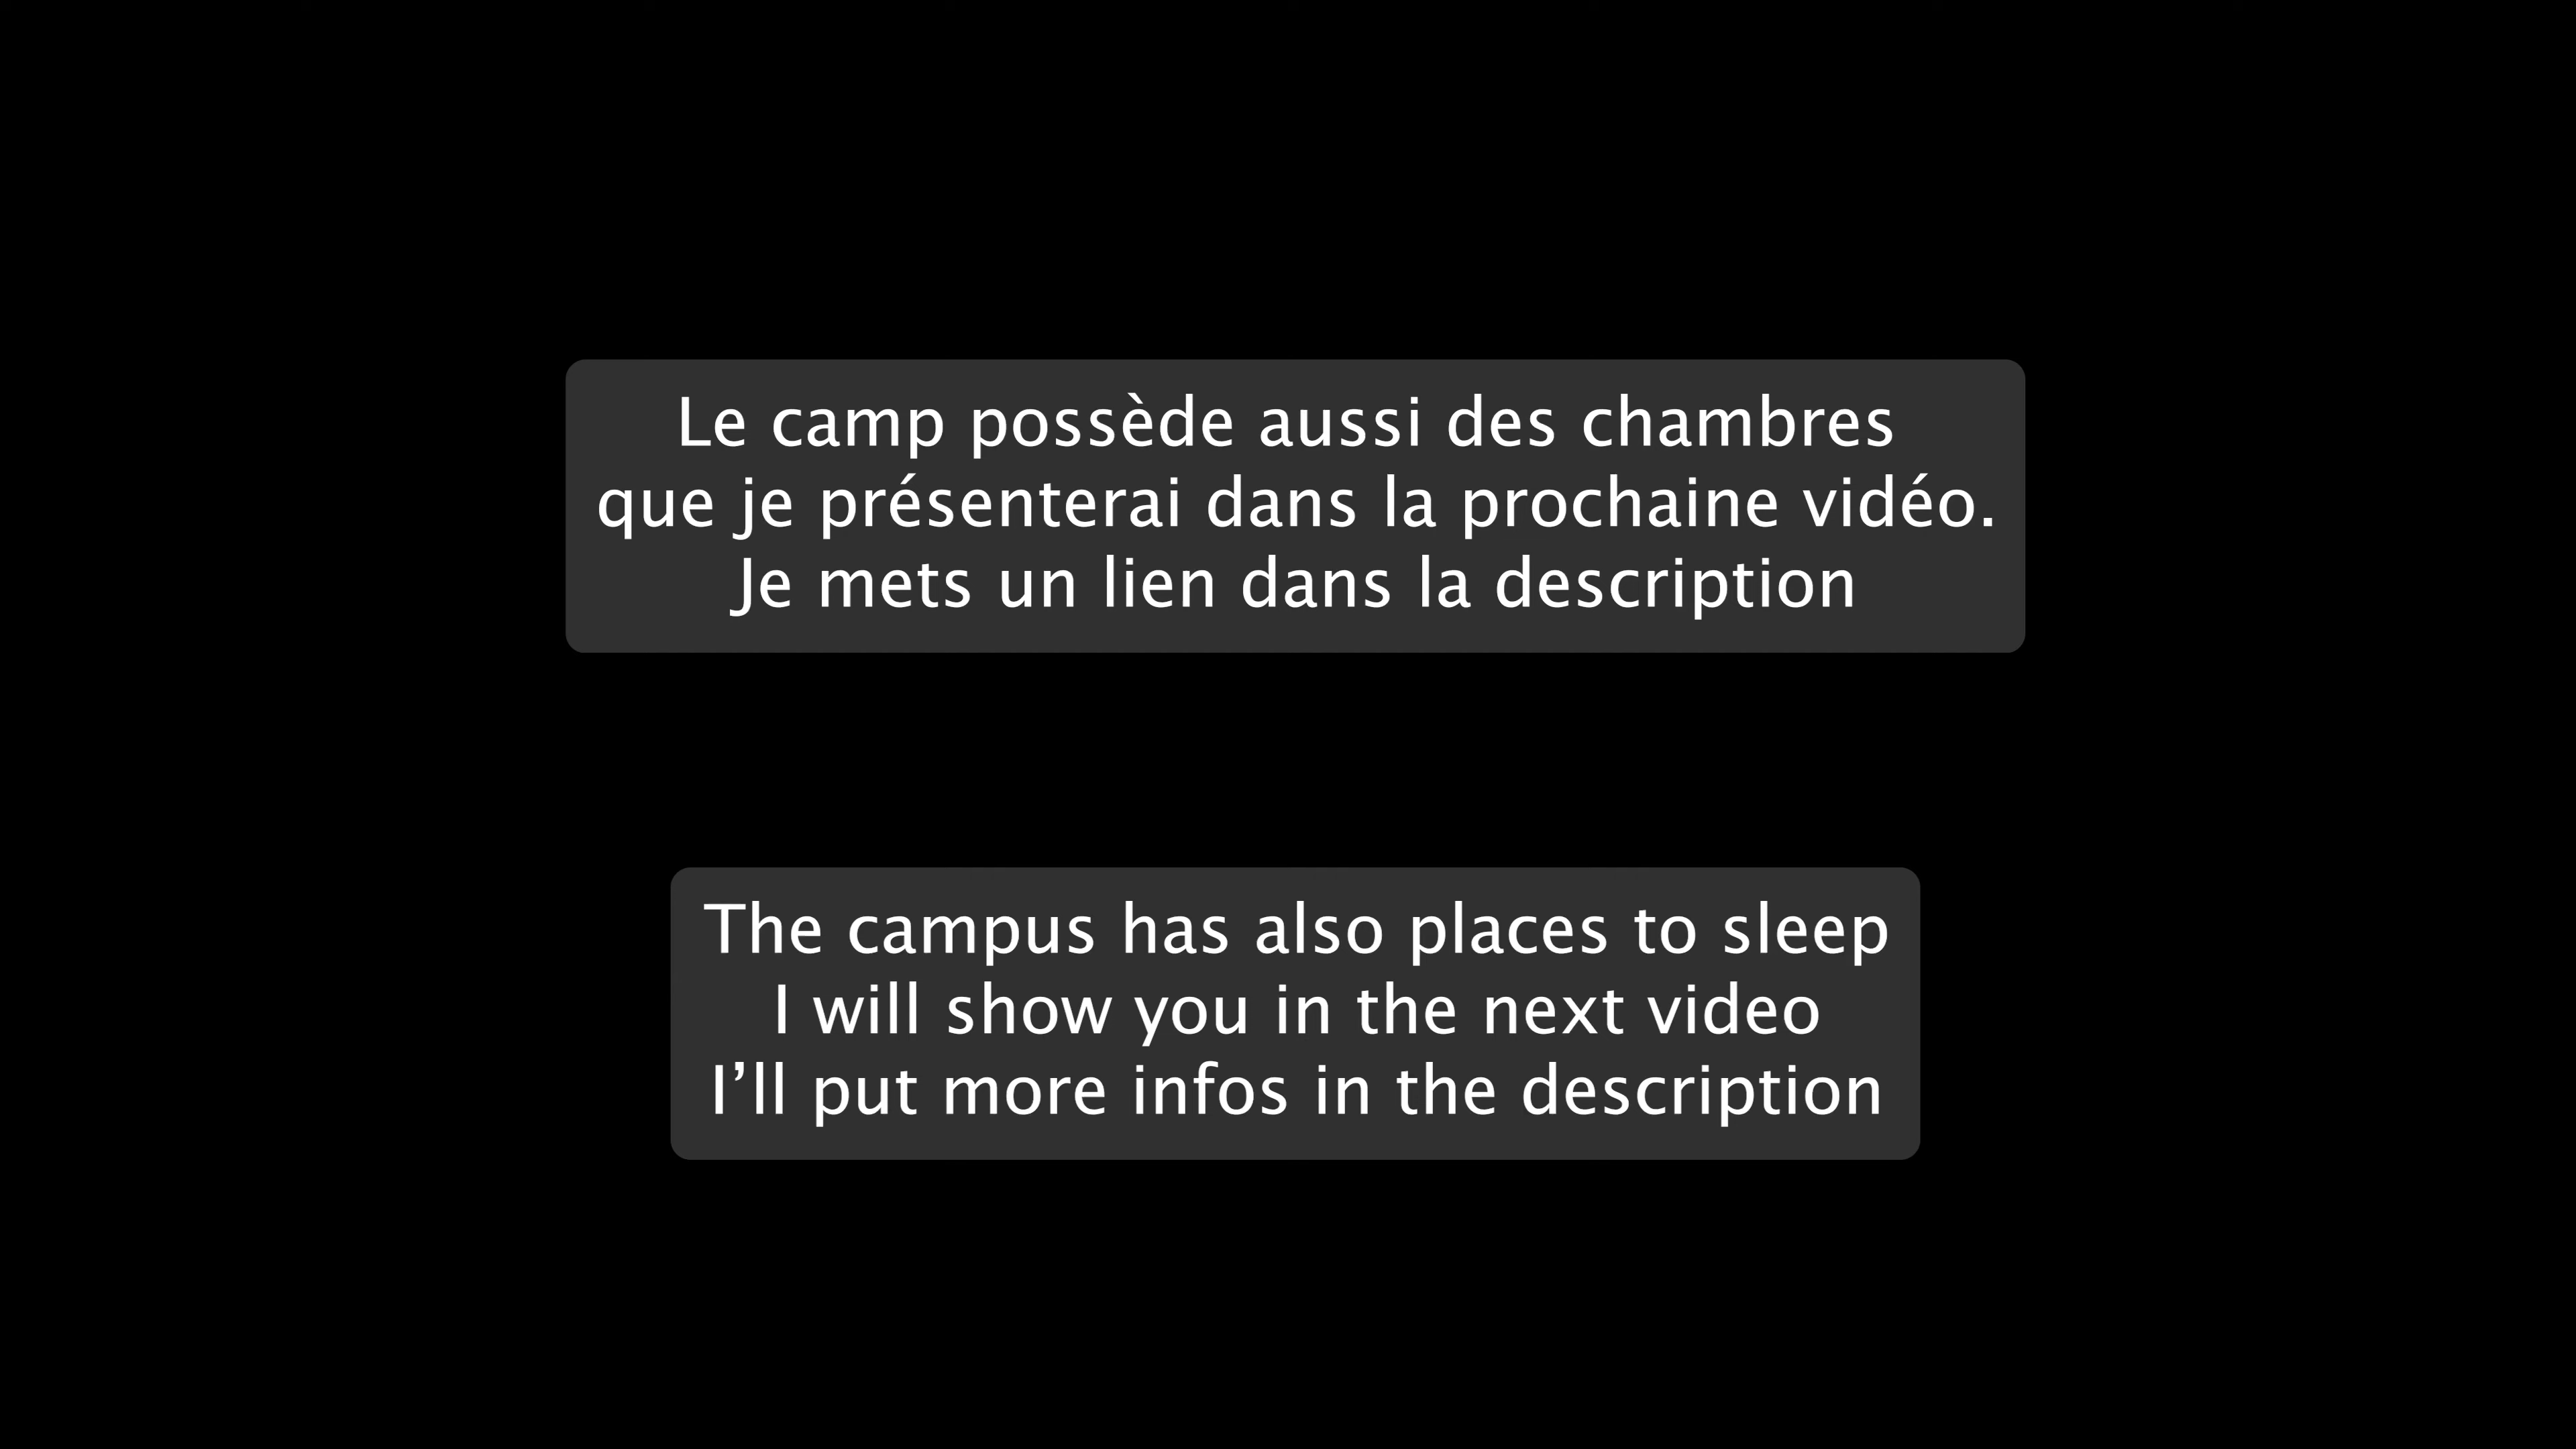 Le camp possède aussi des chambres
que je présenterai dans la prochaine vidéo.
Je mets un lien dans la description
The campus has also places to sleep
I will show you in the next video
I’ll put more infos in the description